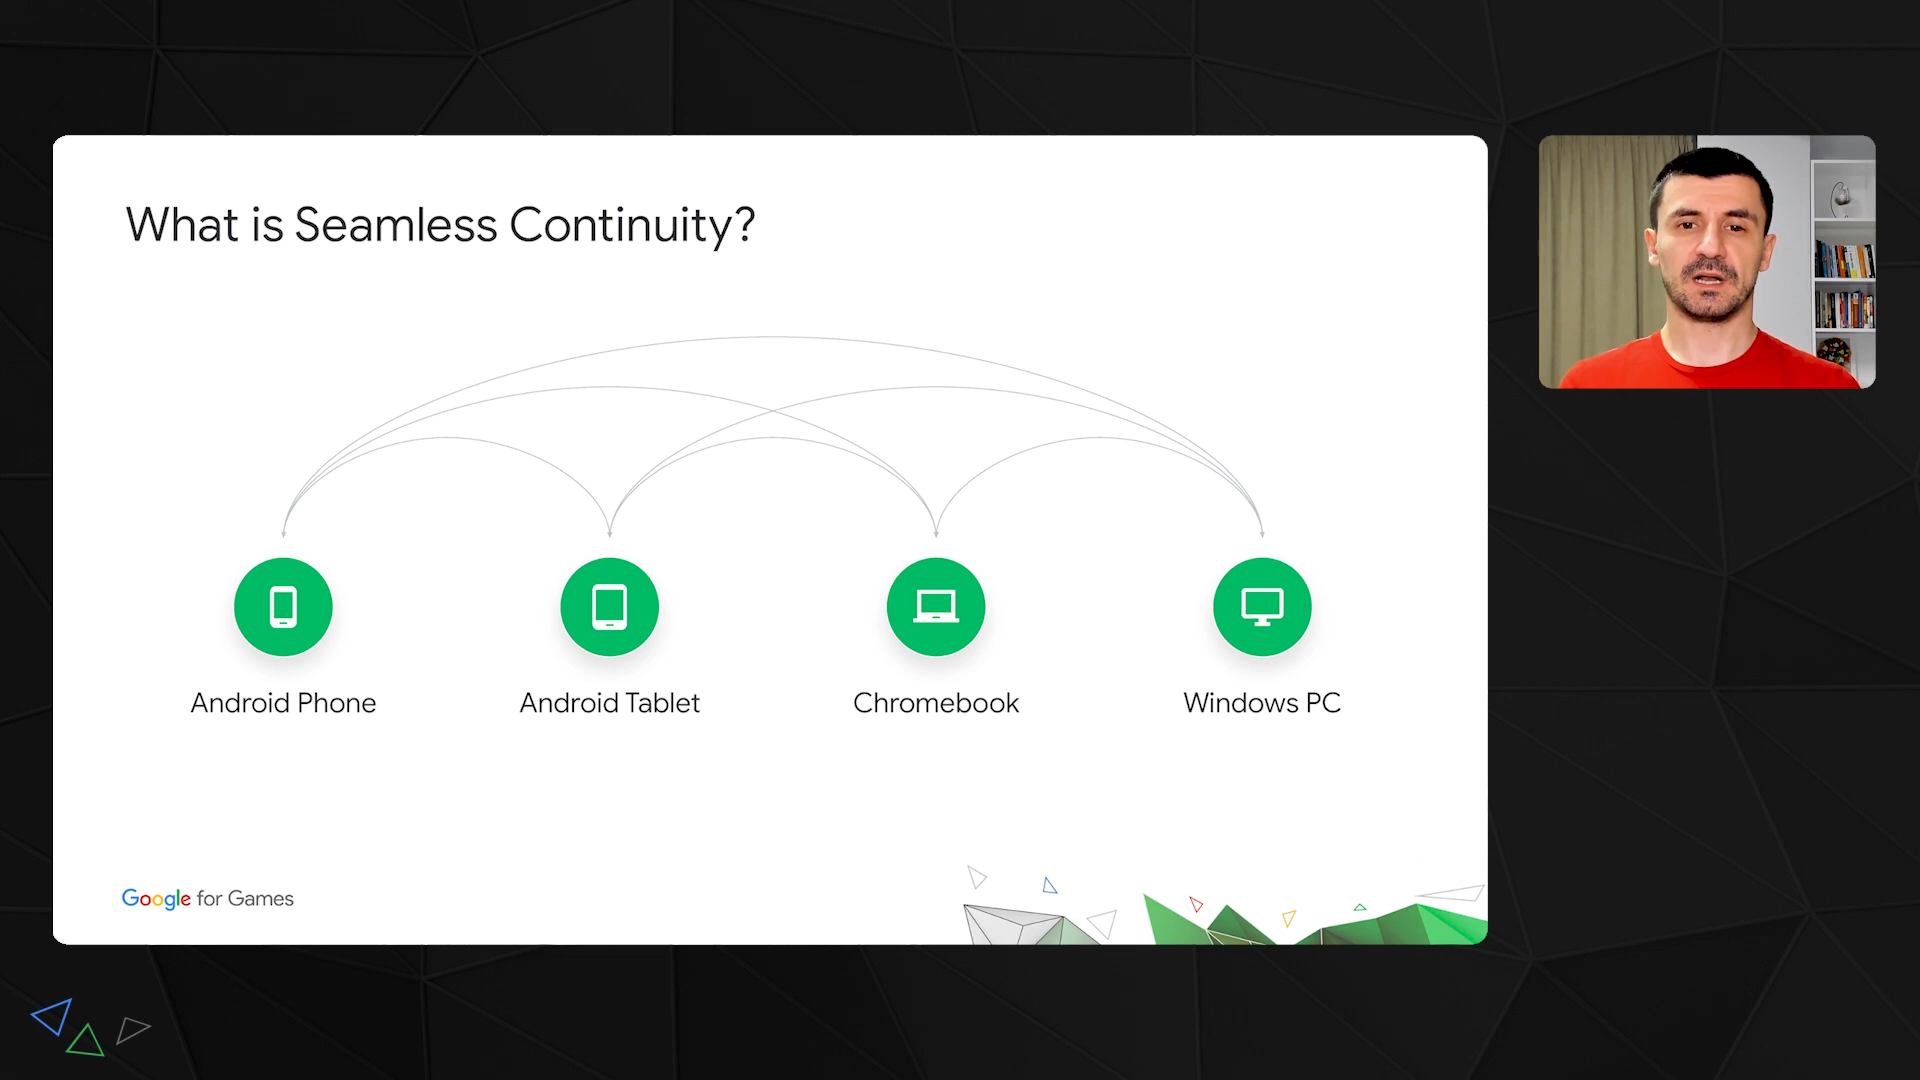 What is Seamless Continuity?
Android Phone
Android Tablet
Chromebook
Windows PC
Google for Games